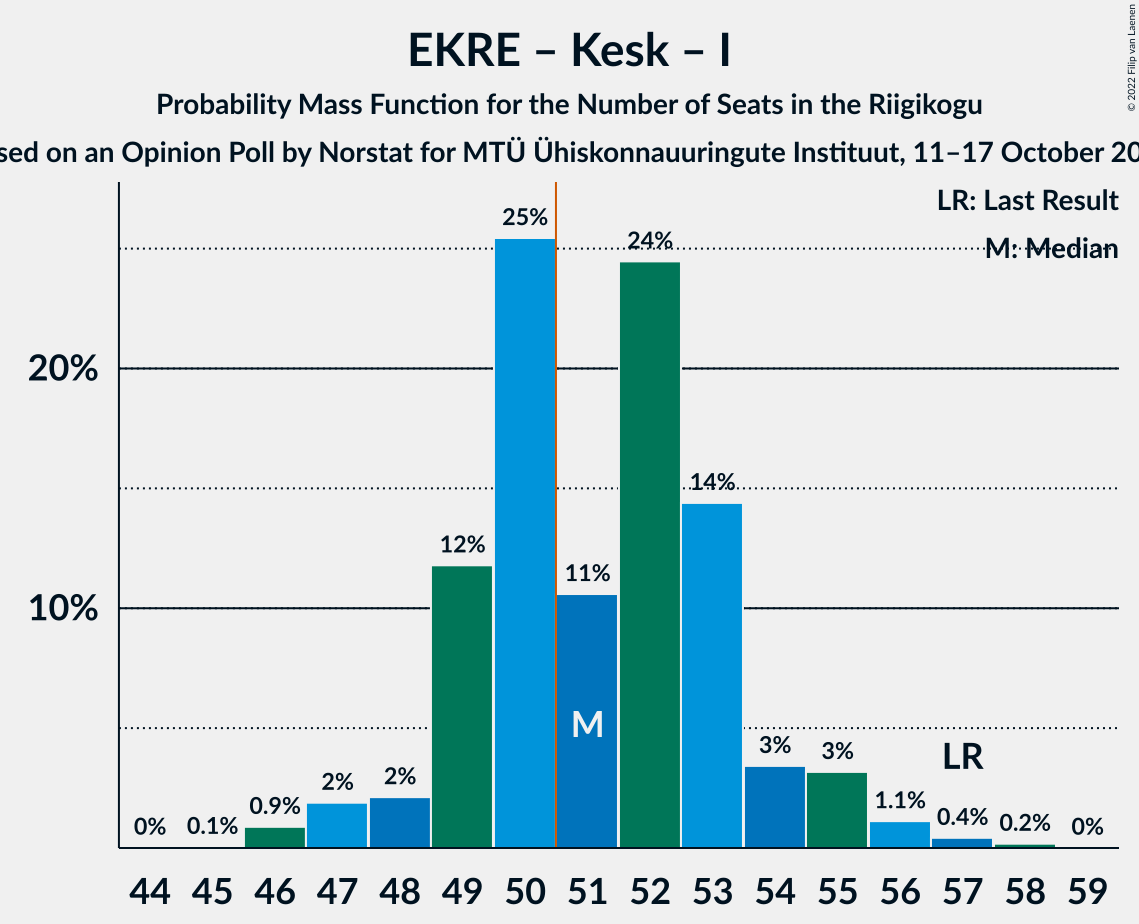 EKRE – Kesk – I
Probability Mass Function for the Number of Seats in the Riigikogu
sed on an Opinion Poll by Norstat for MTÜ Ühiskonnauuringute Instituut, 11–17 October 20
© 2022 Filip van Laenen
LR: Last Result
M: Median
20%
10%
0% 0.1% 0.9% 2% 2% 12% 25% 11% 24% 14% 3% 3% 1.1% 0.4% 0.2% 0%
M
LR
44 45 46 47 48 49 50 51 52 53 54 55 56 57 58 59